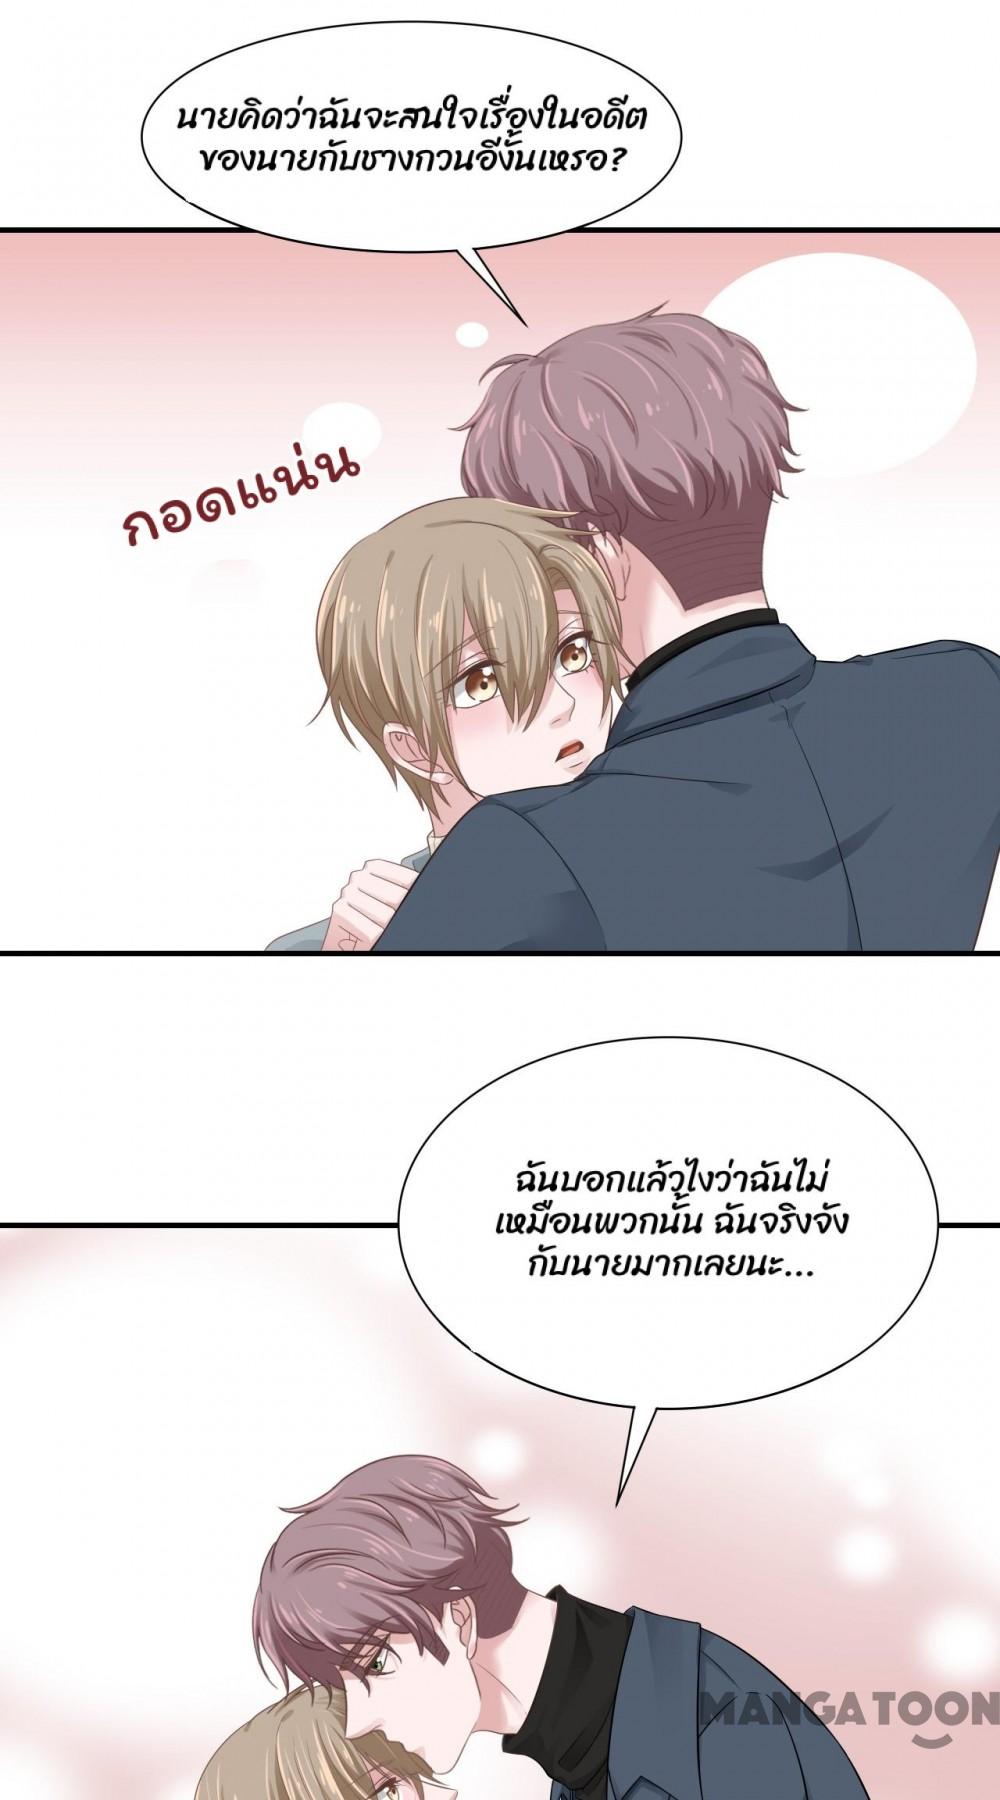 นายคิดว่าฉันจะสนใจเรื่องในอดีต
ของนายกับชางกวนอี้งั้นเหรอ?
กอดแน่น
ฉันบอกแล้วไงว่าฉันไม่
เหมือนพวกนั้น ฉันจริงจัง
กับนายมากเลยนะ...
MANGATOON